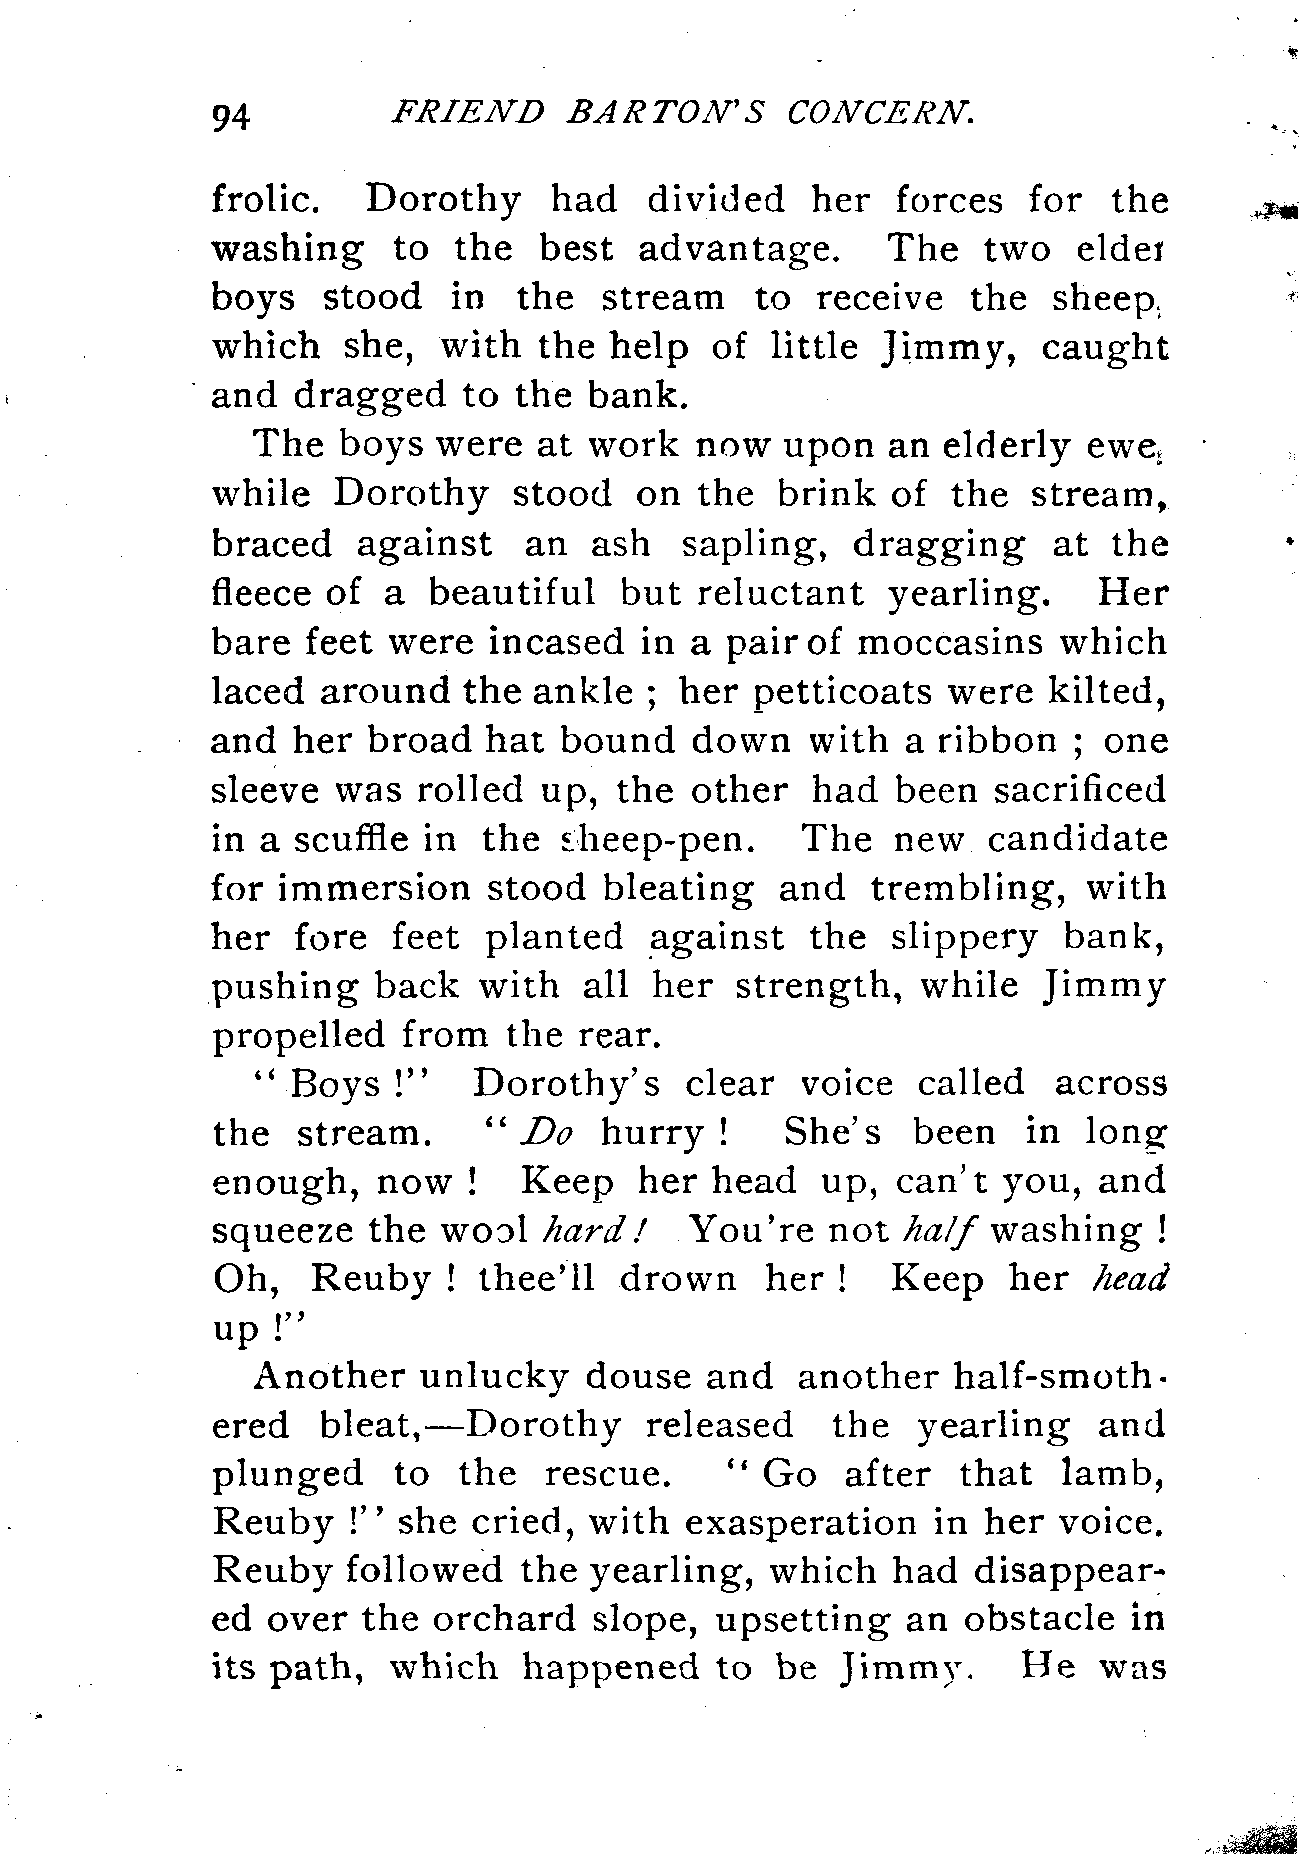 94 FRIEND BARTON'S CONCERN.
frolic. Dorothy had divided her forces for the
washing to the best advantage. The two elder
boys stood in the stream to receive the sheep,
which she, with the help of little Jimmy, caught
and dragged to the bank.
The boys were at work now upon an elderly ewe,
while Dorothy stood on the brink of the stream,
braced against an ash sapling, dragging at the
fleece of a beautiful but reluctant yearling. Her
bare feet were incased in a pair of moccasins which
laced around the ankle ; her petticoats were kilted,
and her broad hat bound down with a ribbon ; one
sleeve was rolled up, the other had been sacrificed
in a scuffle in the sheep-pen. The new candidate
for immersion stood bleating and trembling, with
her fore feet planted against the slippery bank,
pushing back with all her strength, while Jimmy
propelled from the rear.
" Boys !" Dorothy's clear voice called across
the stream. " Do hurry ! She's been in long
enough, now ! Keep her head up, can't you, and
squeeze the wool hard ! You're not half washing !
Oh, Reuby ! thee'll drown her ! Keep her head
up !"
Another unlucky douse and another half-smoth-
ered bleat,—Dorothy released the yearling and
plunged to the rescue. " Go after that lamb,
Reuby !" she cried, with exasperation in her voice.
Reuby followed the yearling, which had disappear-
ed over the orchard slope, upsetting an obstacle in
its path, which happened to be Jimmy. He was